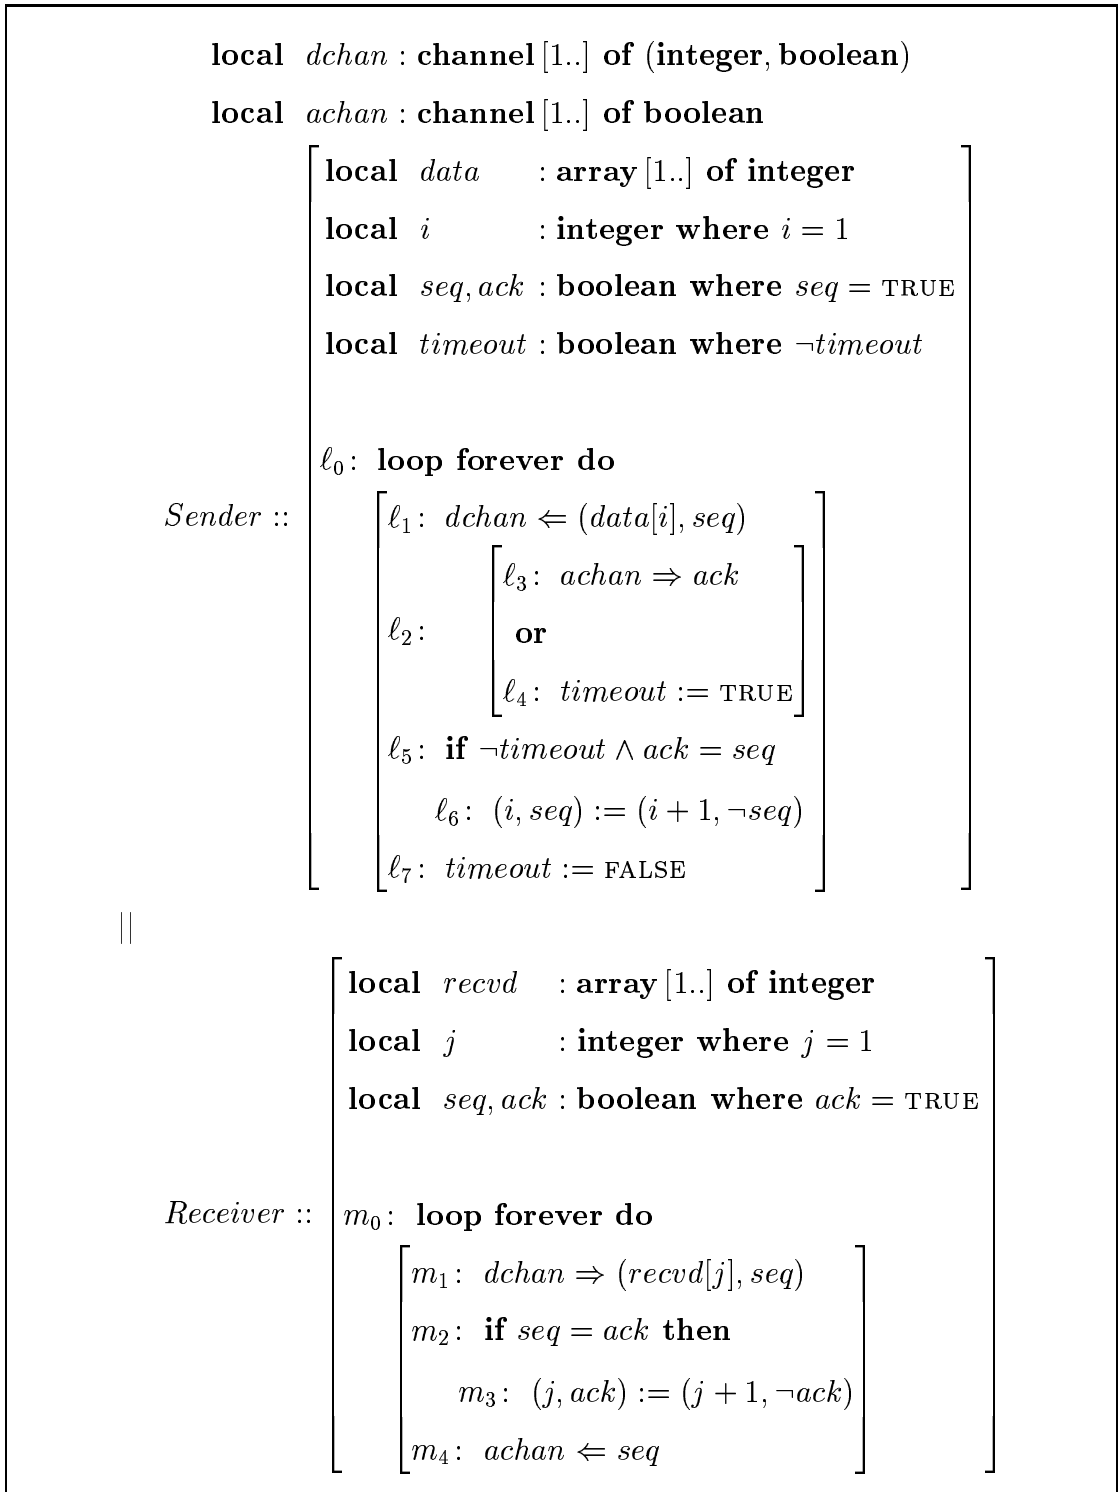 local dchan : channel [1..] of (integer, boolean)
local achan : channel [1..] of boolean
local data : array [1..] of integer
local i : integer where i = 1
local seq, ack : boolean where seq = TRUE
local timeout : boolean where ¬timeout
ℓ₀: loop forever do
Sender ::
ℓ₁: dchan ⇐ (data[i], seq)
ℓ₃: achan ⇒ ack
ℓ₂: or
ℓ₄: timeout := TRUE
ℓ₅: if ¬timeout ∧ ack = seq
ℓ₆: (i, seq) := (i + 1, ¬seq)
ℓ₇: timeout := FALSE
||
local recvd : array [1..] of integer
local j : integer where j = 1
local seq, ack : boolean where ack = TRUE
Receiver :: m₀: loop forever do
m₁: dchan ⇒ (recvd[j], seq)
m₂: if seq = ack then
m₃: (j, ack) := (j + 1, ¬ack)
m₄: achan ⇐ seq